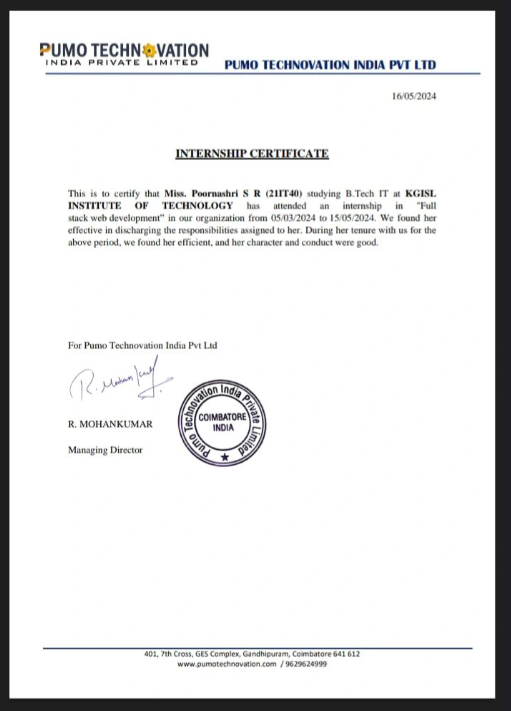 PUMO TECHNOVATION
INDIA PRIVATE LIMITED
PUMO TECHNOVATION INDIA PVT LTD
16/05/2024
INTERNSHIP CERTIFICATE
This is to certify that Miss. Poornashri S R (21IT40) studying B.Tech IT at KGISL
INSTITUTE OF TECHNOLOGY has attended an internship in "Full
stack web development" in our organization from 05/03/2024 to 15/05/2024. We found her
effective in discharging the responsibilities assigned to her. During her tenure with us for the
above period, we found her efficient, and her character and conduct were good.
For Pumo Technovation India Pvt Ltd
R. Mohankumar
Pumo Technovation India Private Limited
COIMBATORE
INDIA
R. MOHANKUMAR
Managing Director
401, 7th Cross, GES Complex, Gandhipuram, Coimbatore 641 612
www.pumotechnovation.com / 9629624999